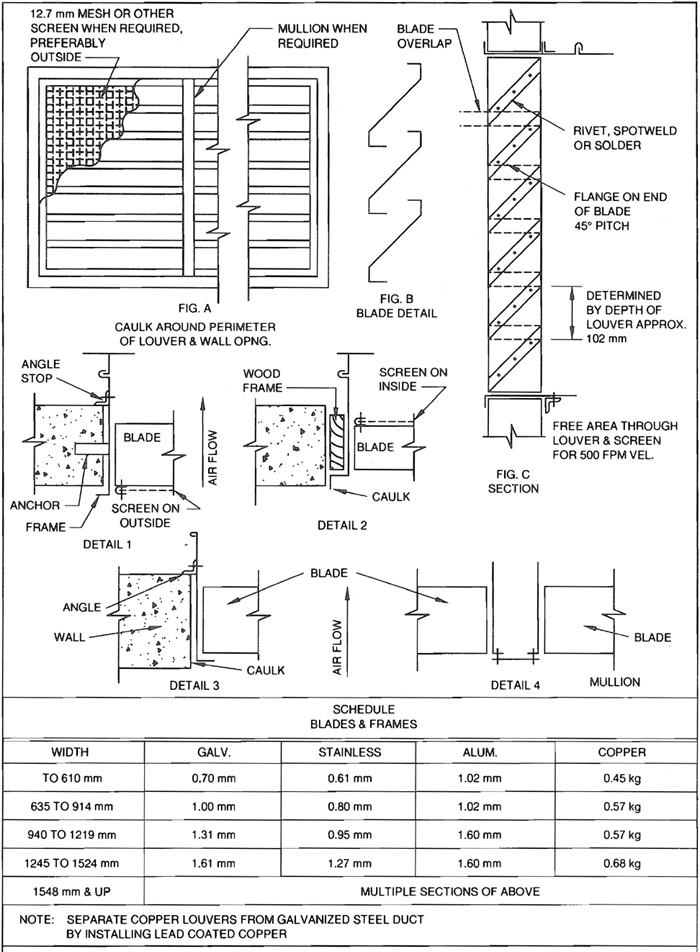 12.7 mm MESH OR OTHER
SCREEN WHEN REQUIRED,
PREFERABLY
OUTSIDE
MULLION WHEN
REQUIRED
BLADE
OVERLAP
RIVET, SPOTWELD
OR SOLDER
FLANGE ON END
OF BLADE
45° PITCH
FIG. A
CAULK AROUND PERIMETER
OF LOUVER & WALL OPNG.
FIG. B
BLADE DETAIL
DETERMINED
BY DEPTH OF
LOUVER APPROX.
102 mm
ANGLE
STOP
BLADE
AIR FLOW
ANCHOR
FRAME
SCREEN ON
OUTSIDE
DETAIL 1
WOOD
FRAME
SCREEN ON
INSIDE
BLADE
CAULK
DETAIL 2
FREE AREA THROUGH
LOUVER & SCREEN
FOR 500 FPM VEL.
FIG. C
SECTION
ANGLE
WALL
BLADE
AIR FLOW
CAULK
DETAIL 3
BLADE
DETAIL 4
MULLION
SCHEDULE
BLADES & FRAMES
WIDTH GALV. STAINLESS ALUM. COPPER
TO 610 mm 0.70 mm 0.61 mm 1.02 mm 0.45 kg
635 TO 914 mm 1.00 mm 0.80 mm 1.02 mm 0.57 kg
940 TO 1219 mm 1.31 mm 0.95 mm 1.60 mm 0.57 kg
1245 TO 1524 mm 1.61 mm 1.27 mm 1.60 mm 0.68 kg
1548 mm & UP MULTIPLE SECTIONS OF ABOVE
NOTE: SEPARATE COPPER LOUVERS FROM GALVANIZED STEEL DUCT
BY INSTALLING LEAD COATED COPPER